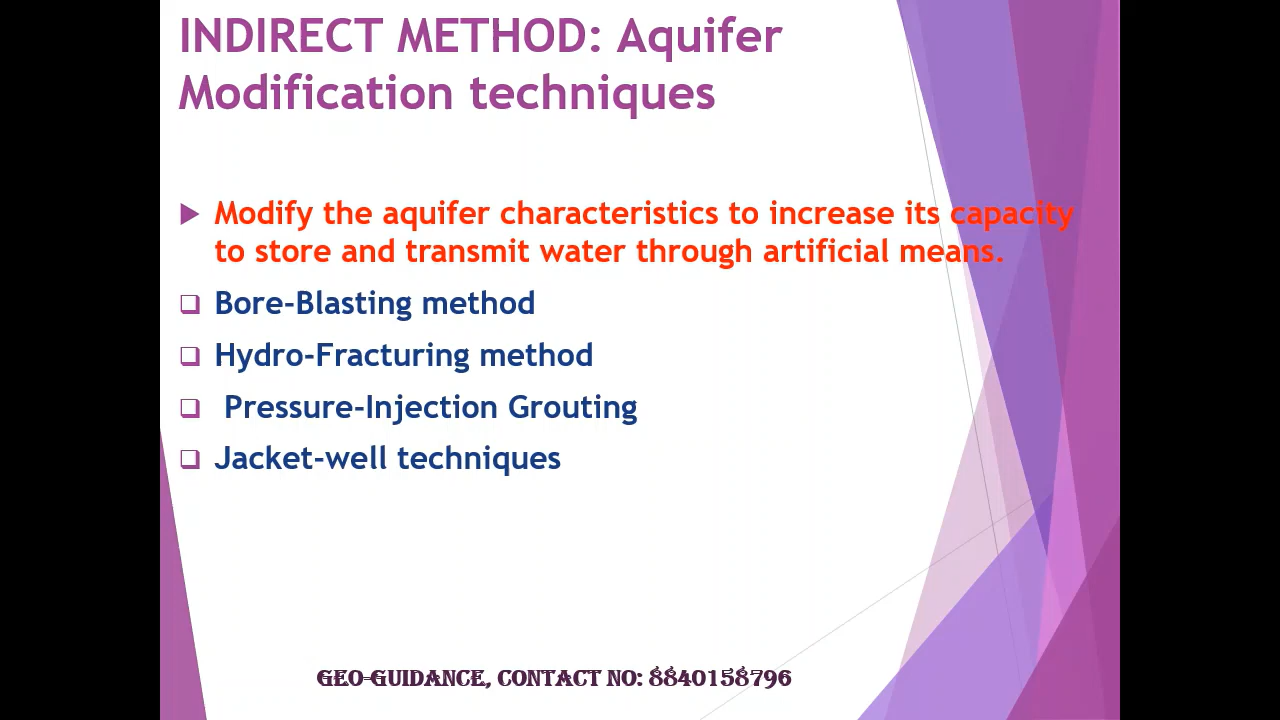 INDIRECT METHOD: Aquifer
Modification techniques
Modify the aquifer characteristics to increase its capacity
to store and transmit water through artificial means.
Bore-Blasting method
Hydro-Fracturing method
Pressure-Injection Grouting
Jacket-well techniques
GEO-GUIDANCE, CONTACT NO: 8840158796